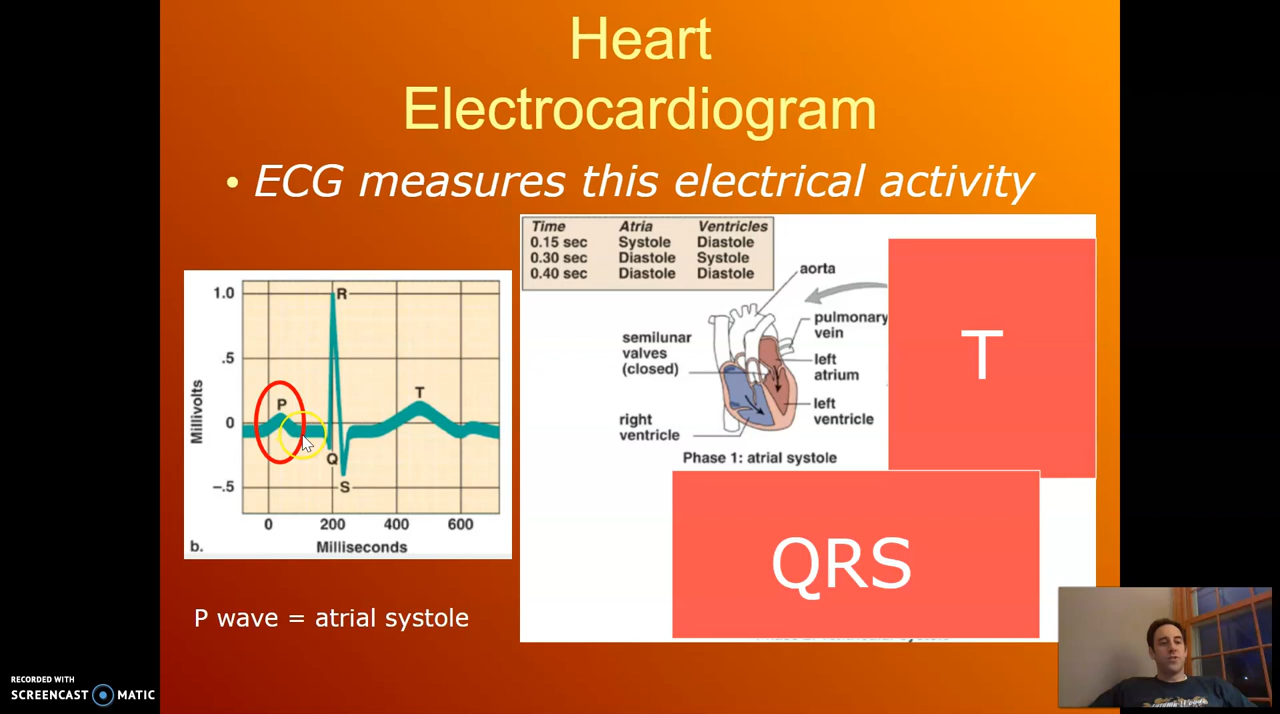 Heart
Electrocardiogram
• ECG measures this electrical activity
1.0
.5
0
–.5
Millivolts
P
R
Q
S
T
0 200 400 600
b. Milliseconds
P wave = atrial systole
Time Atria Ventricles
0.15 sec Systole Diastole
0.30 sec Diastole Systole
0.40 sec Diastole Diastole
aorta
pulmonary
vein
semilunar
valves
(closed)
left
atrium
left
ventricle
right
ventricle
Phase 1: atrial systole
T
QRS
RECORDED WITH
SCREENCAST MATIC